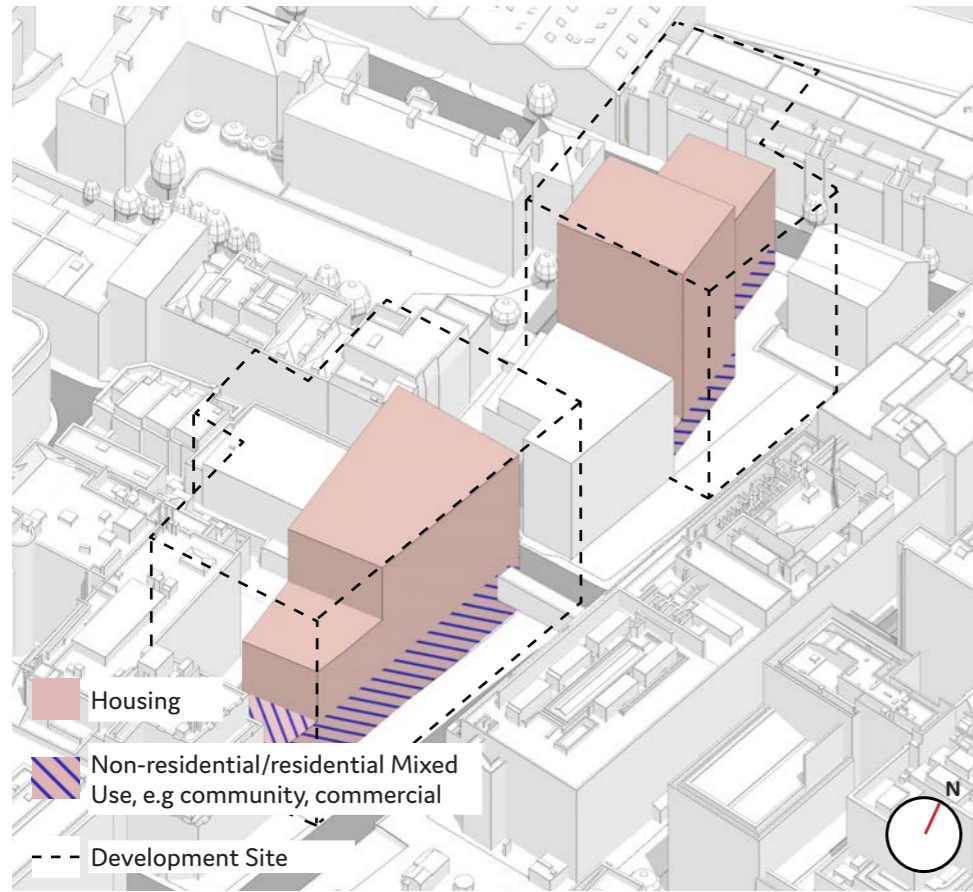 N
Housing
Non-residential/residential Mixed
Use, e.g community, commercial
Development Site